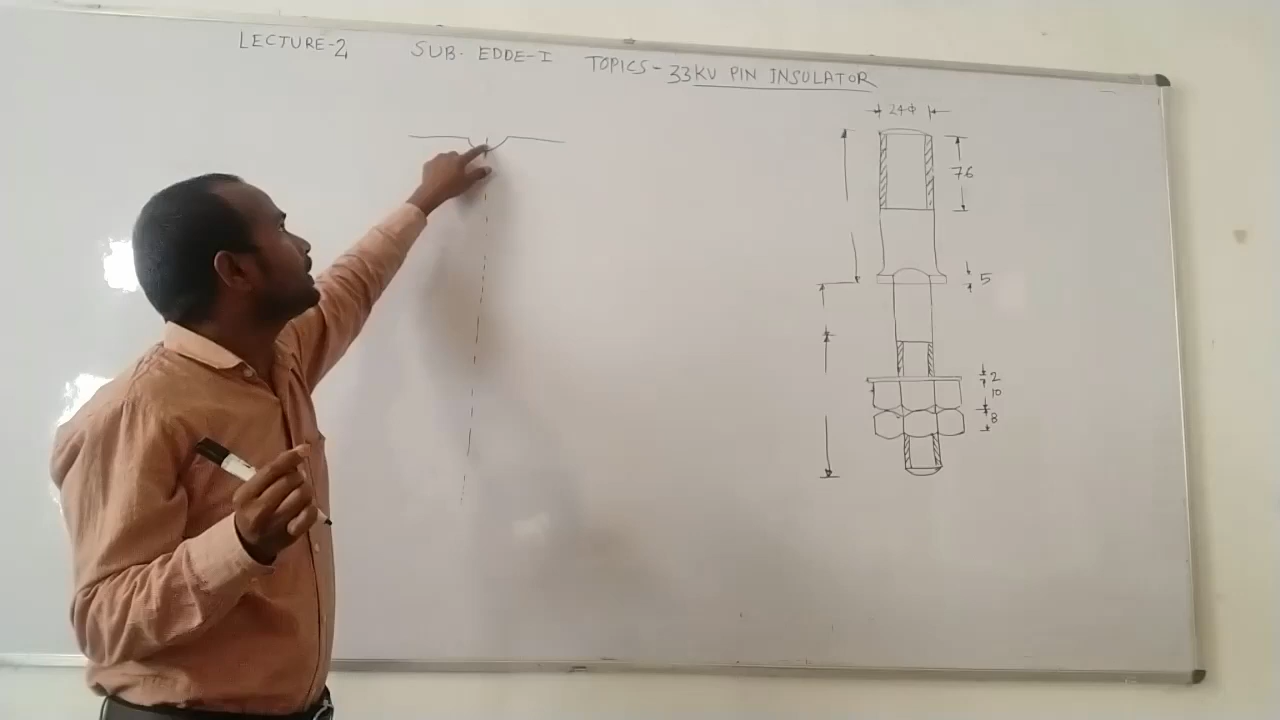 LECTURE-2 SUB- EDDE-I TOPICS-33KV PIN INSULATOR
24Φ
76
5
2
10
8